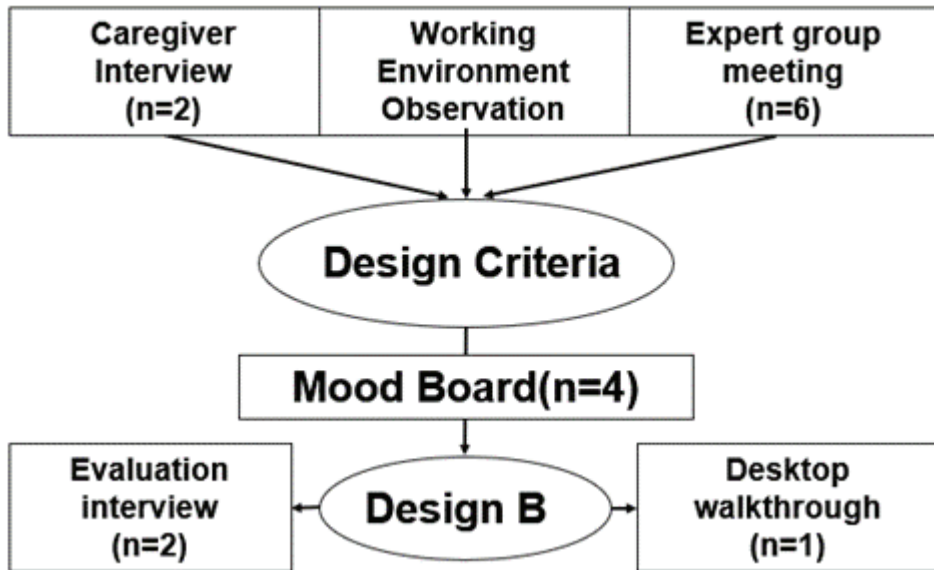 Caregiver
Interview
(n=2)
Working
Environment
Observation
Expert group
meeting
(n=6)
Design Criteria
Mood Board(n=4)
Evaluation
interview
(n=2)
Design B
Desktop
walkthrough
(n=1)